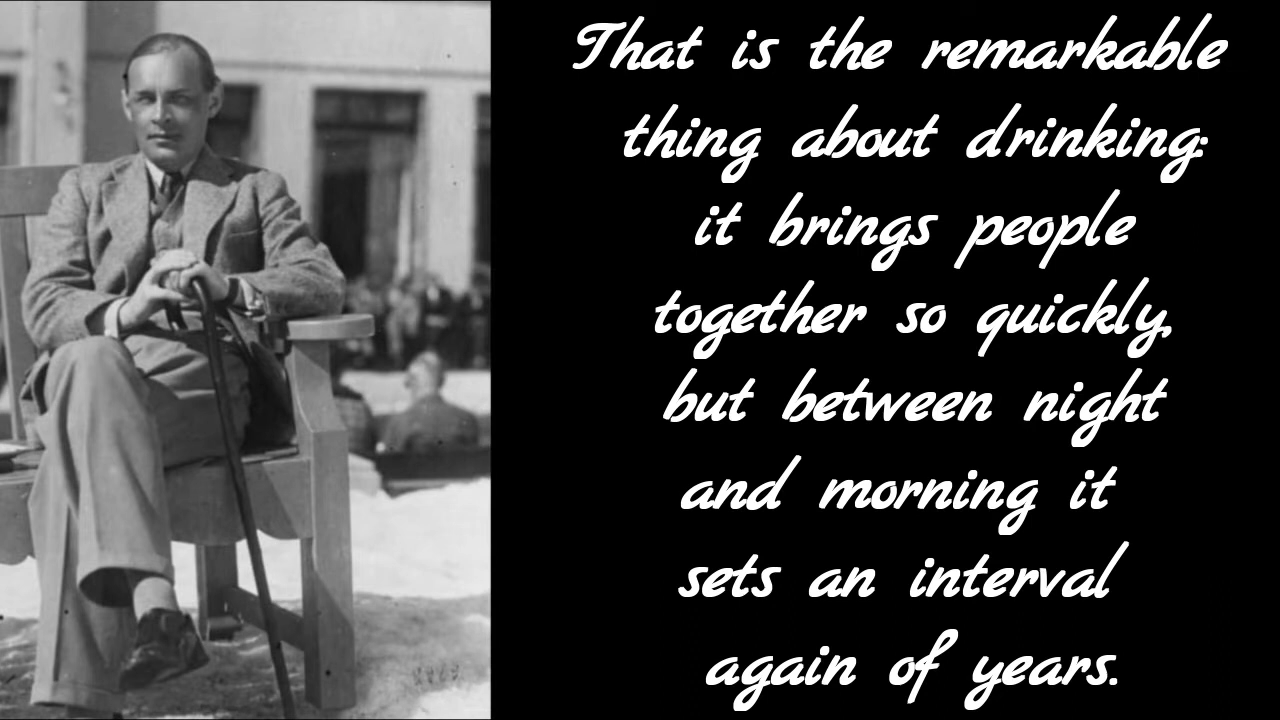 That is the remarkable
thing about drinking:
it brings people
together so quickly,
but between night
and morning it
sets an interval
again of years.